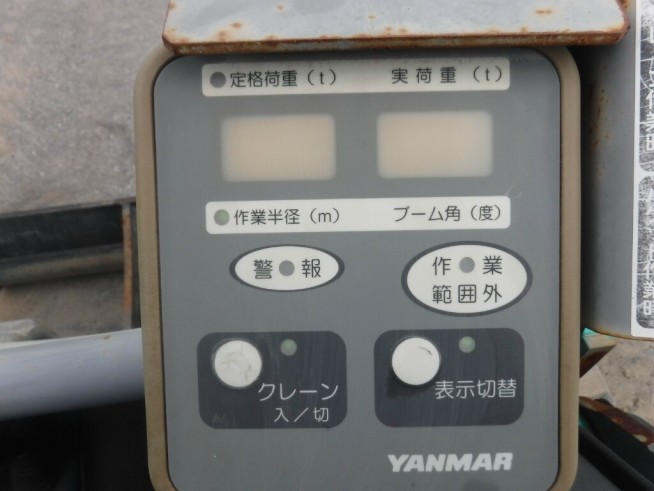 定格荷重（t） 実荷重（t）
作業半径（m） ブーム角（度）
警報
作業
範囲外
クレーン
入／切
表示切替
YANMAR